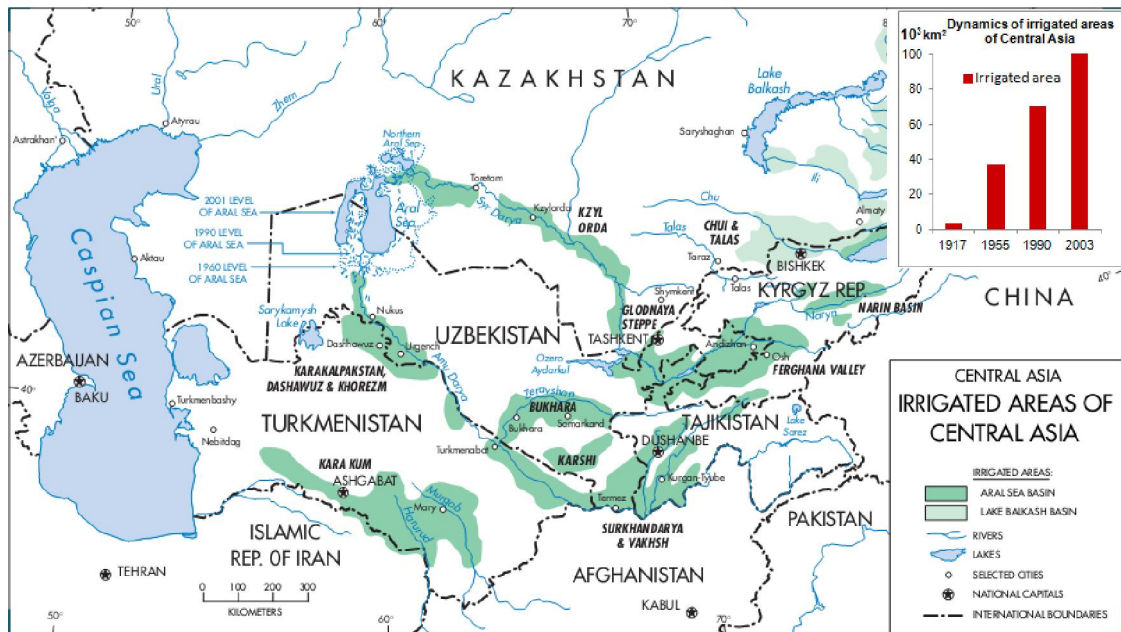 50°
60°
70°
8
Dynamics of irrigated areas
of Central Asia
10³ km²
100
80
60
40
20
0
Irrigated area
1917
1955
1990
2003
KAZAKHSTAN
Volga
Ural
Zhem
Astrakhan'
Atyrau
Northern
Aral Sea
Lake
Balkash
Saryshaghan
Ili
Toretam
Syr Darya
Kzylorda
KZYL
ORDA
2001 LEVEL
OF ARAL SEA
Aral
Sea
1990 LEVEL
OF ARAL SEA
1960 LEVEL
OF ARAL SEA
Chu
Almaty
CHUI &
TALAS
Talas
Taraz
BISHKEK
Talas
Caspian Sea
Aktau
Shymkent
KYRGYZ REP.
40°
CHINA
NARIN BASIN
Naryn
Sarykamysh
Lake
Nukus
UZBEKISTAN
GLODNAYA
STEPPE
TASHKENT
Dashhawuz
Urgench
Ozero
Aydarkul
Andizhan
Osh
FERGHANA VALLEY
AZERBAIJAN
BAKU
40°
KARAKALPAKSTAN,
DASHAWUZ & KHOREZM
Amu Darya
Zeravshan
BUKHARA
Turkmenbashy
TURKMENISTAN
Bukhara
Samarkand
TAJIKISTAN
Lake
Sarez
Nebitdag
Turkmenabat
KARSHI
DUSHANBE
KARA KUM
ASHGABAT
Kurgan-Tyube
Termez
Murgob
Mary
Harurud
SURKHANDARYA
& VAKHSH
PAKISTAN
ISLAMIC
REP. OF IRAN
TEHRAN
0 100 200 300
KILOMETERS
AFGHANISTAN
KABUL
50°
60°
70°
CENTRAL ASIA
IRRIGATED AREAS OF
CENTRAL ASIA
IRRIGATED AREAS:
ARAL SEA BASIN
LAKE BALKASH BASIN
RIVERS
LAKES
SELECTED CITIES
NATIONAL CAPITALS
INTERNATIONAL BOUNDARIES